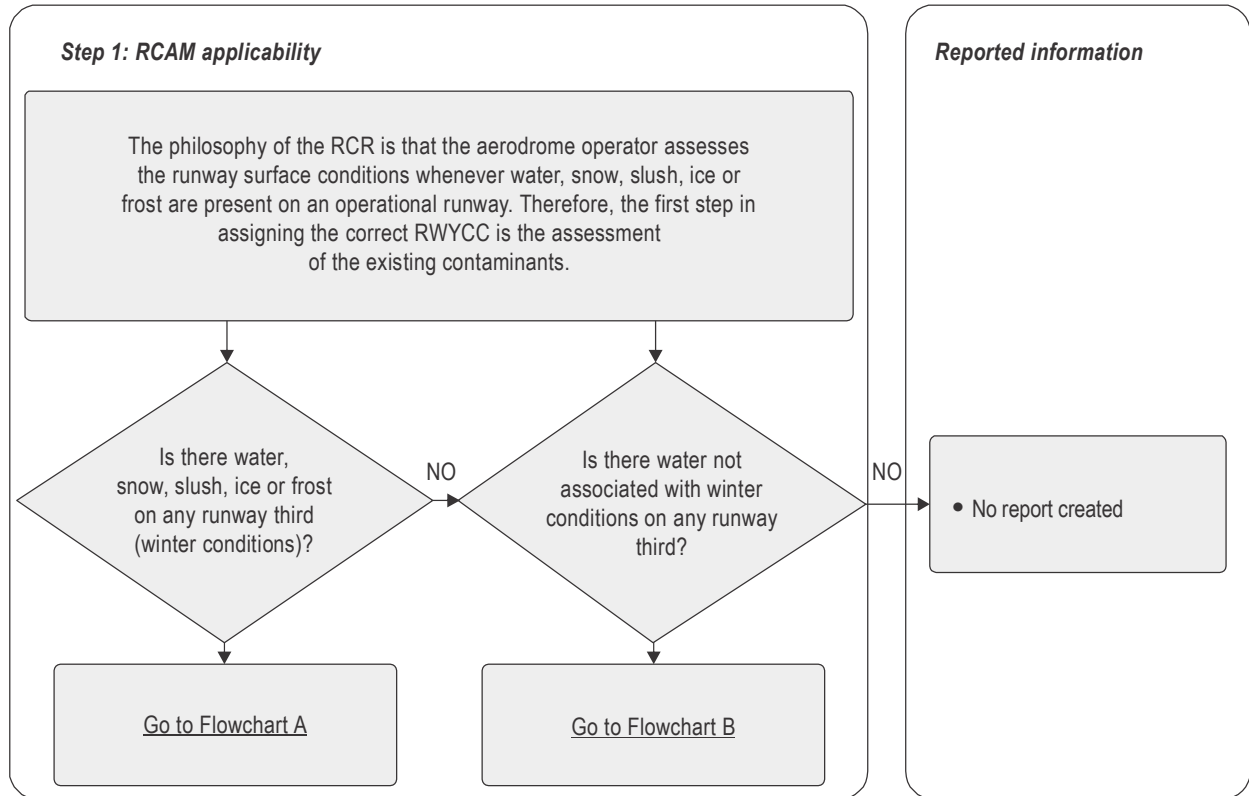 Step 1: RCAM applicability
Reported information
The philosophy of the RCR is that the aerodrome operator assesses
the runway surface conditions whenever water, snow, slush, ice or
frost are present on an operational runway. Therefore, the first step in
assigning the correct RWYCC is the assessment
of the existing contaminants.
Is there water,
snow, slush, ice or frost
on any runway third
(winter conditions)?
NO
Is there water not
associated with winter
conditions on any runway
third?
NO
• No report created
Go to Flowchart A
Go to Flowchart B